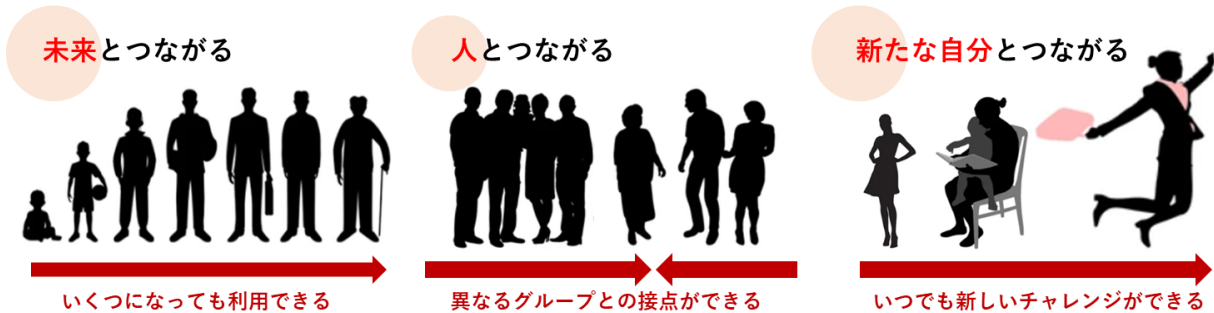 未来とつながる
いくつになっても利用できる
人とつながる
異なるグループとの接点ができる
新たな自分とつながる
いつでも新しいチャレンジができる